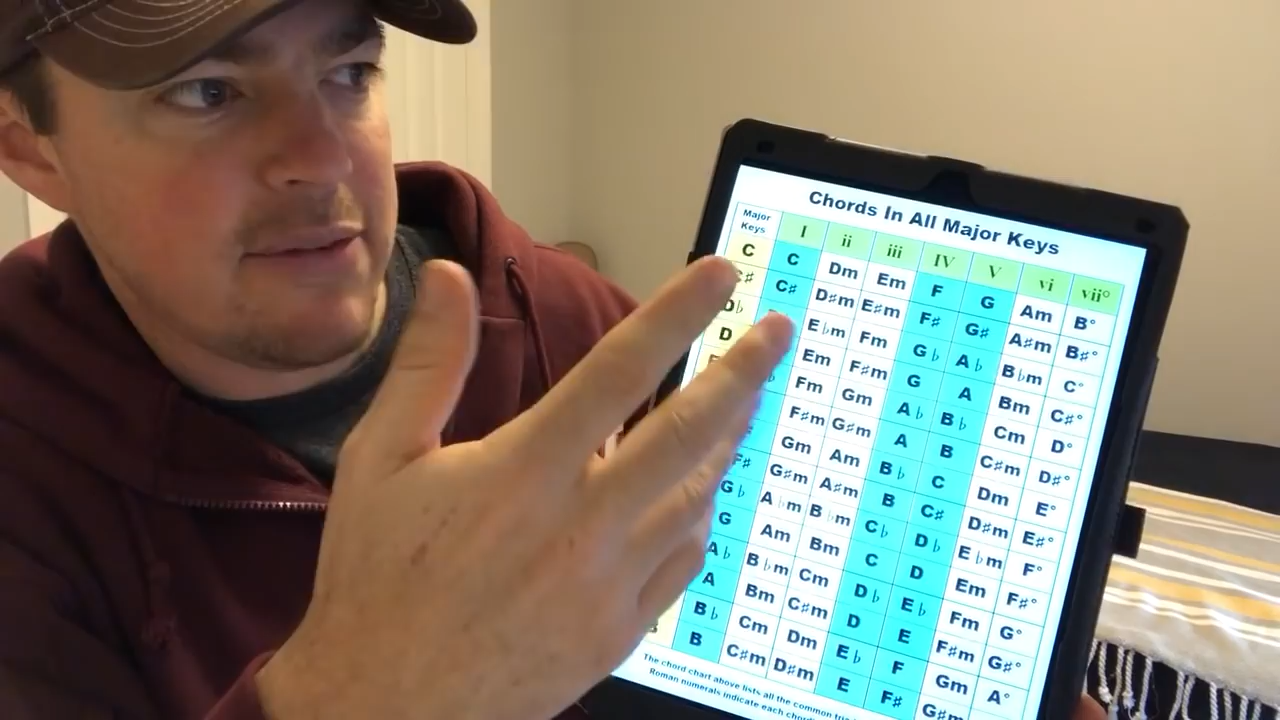 Chords In All Major Keys
Major
Keys
I ii iii IV V vi vii°
C C Dm Em F G Am B°
C♯ C♯ D♯m E♯m F♯ G♯ A♯m B♯°
D♭ E♭m Fm G♭ A♭ B♭m C°
D Em F♯m G A Bm C♯°
Fm Gm A♭ B♭ Cm D°
F♯m G♯m A B C♯m D♯°
Gm Am B♭ C Dm E°
F♯ G♯m A♯m B C♯ D♯m E♯°
G♭ A♭m B♭m C♭ D♭ E♭m F°
G Am Bm C D Em F♯°
A♭ B♭m Cm D♭ E♭ Fm G°
A Bm C♯m D E F♯m G♯°
B♭ Cm Dm E♭ F Gm A°
B B C♯m D♯m E F♯ G♯m
The chord chart above lists all the common
Roman numerals indicate each